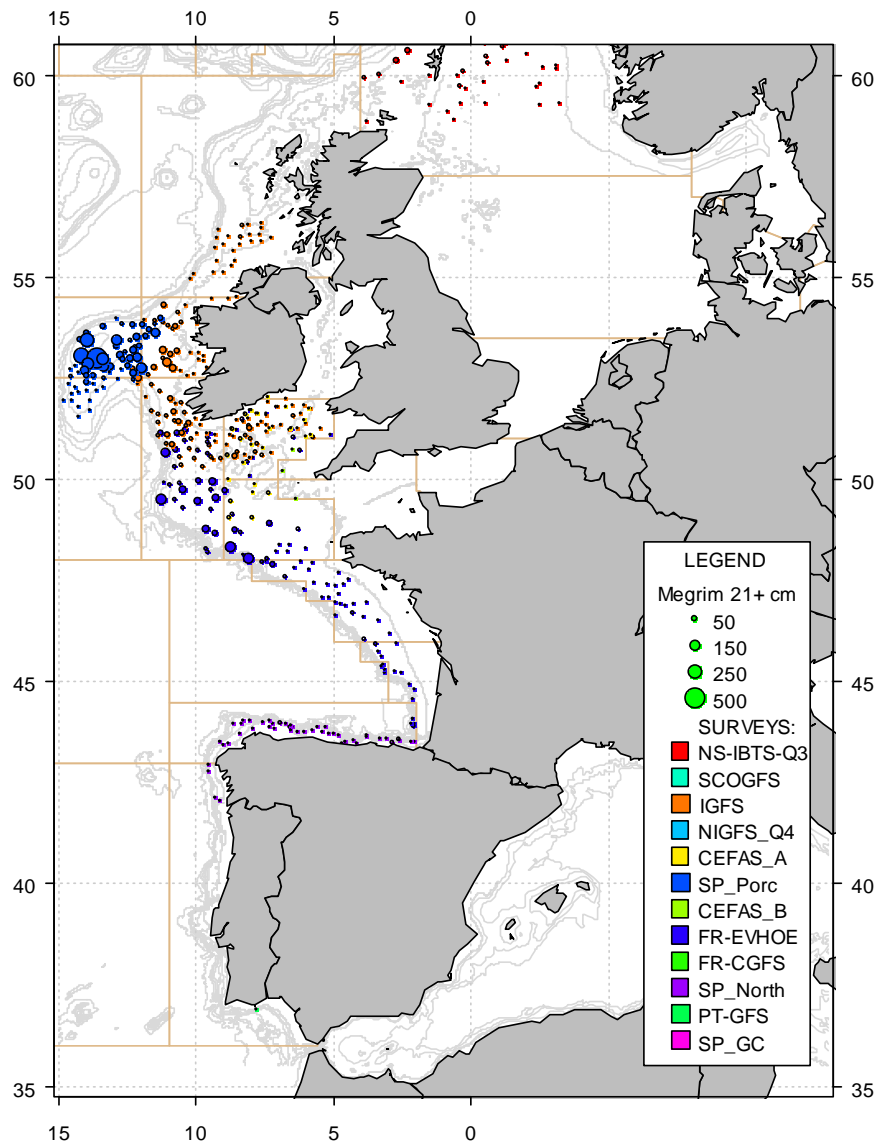 15 10 5 0
60 60
55 55
50 50
45 45
40 40
35 35
LEGEND
Megrim 21+ cm
50
150
250
500
SURVEYS:
NS-IBTS-Q3
SCOGFS
IGFS
NIGFS_Q4
CEFAS_A
SP_Porc
CEFAS_B
FR-EVHOE
FR-CGFS
SP_North
PT-GFS
SP_GC
15 10 5 0